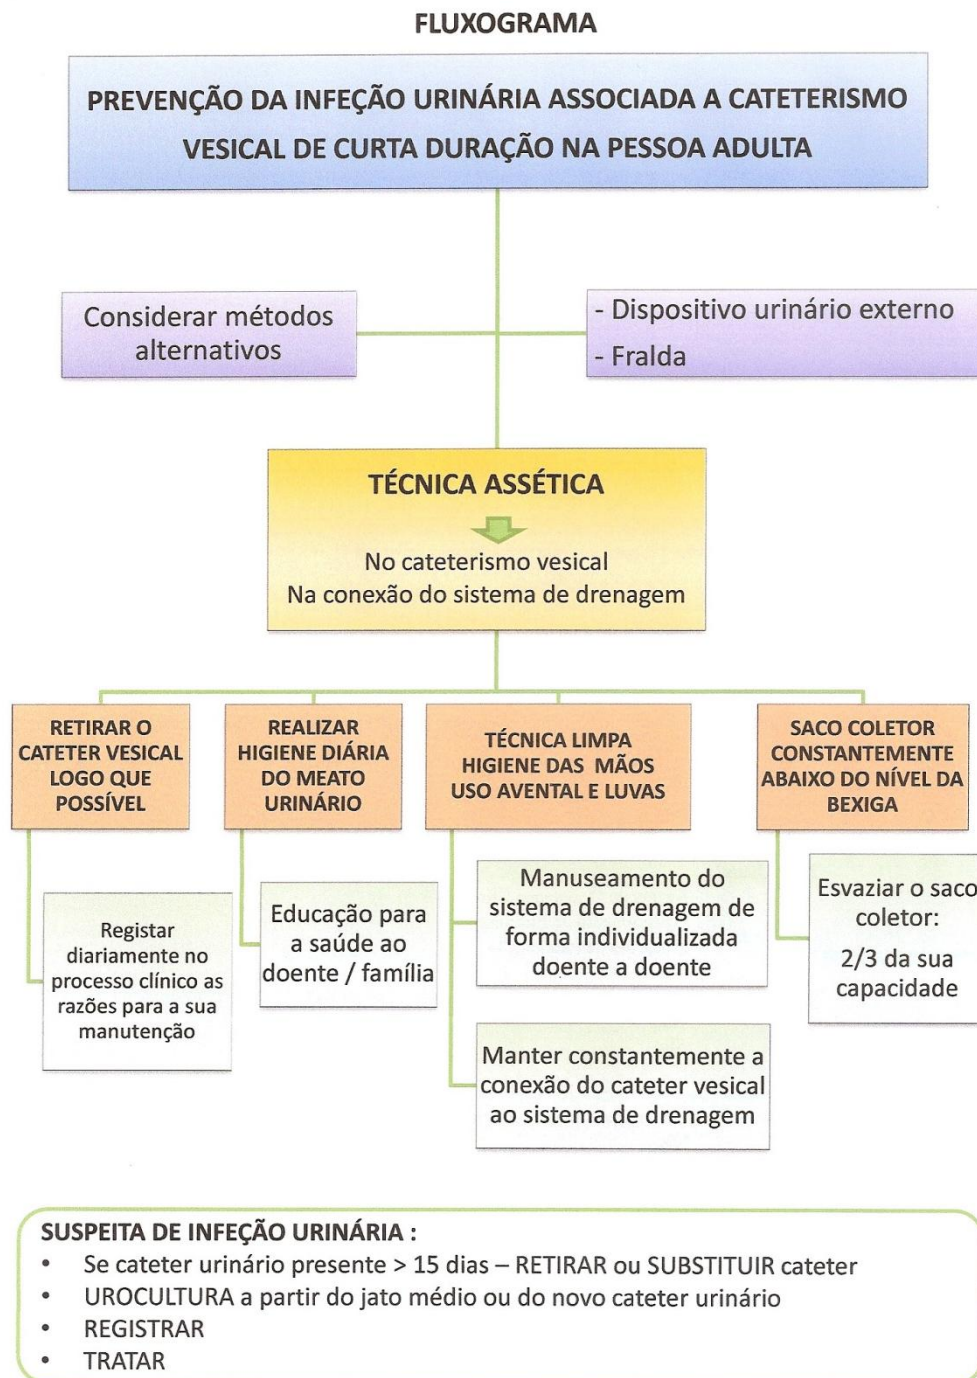 FLUXOGRAMA
PREVENÇÃO DA INFEÇÃO URINÁRIA ASSOCIADA A CATETERISMO
VESICAL DE CURTA DURAÇÃO NA PESSOA ADULTA
Considerar métodos
alternativos
- Dispositivo urinário externo
- Fralda
TÉCNICA ASSÉTICA
No cateterismo vesical
Na conexão do sistema de drenagem
RETIRAR O
CATETER VESICAL
LOGO QUE
POSSÍVEL
Registar
diariamente no
processo clínico as
razões para a sua
manutenção
REALIZAR
HIGIENE DIÁRIA
DO MEATO
URINÁRIO
Educação para
a saúde ao
doente / família
TÉCNICA LIMPA
HIGIENE DAS MÃOS
USO AVENTAL E LUVAS
Manuseamento do
sistema de drenagem de
forma individualizada
doente a doente
Manter constantemente a
conexão do cateter vesical
ao sistema de drenagem
SACO COLETOR
CONSTANTEMENTE
ABAIXO DO NÍVEL DA
BEXIGA
Esvaziar o saco
coletor:
2/3 da sua
capacidade
SUSPEITA DE INFEÇÃO URINÁRIA :
• Se cateter urinário presente > 15 dias – RETIRAR ou SUBSTITUIR cateter
• UROCULTURA a partir do jato médio ou do novo cateter urinário
• REGISTRAR
• TRATAR